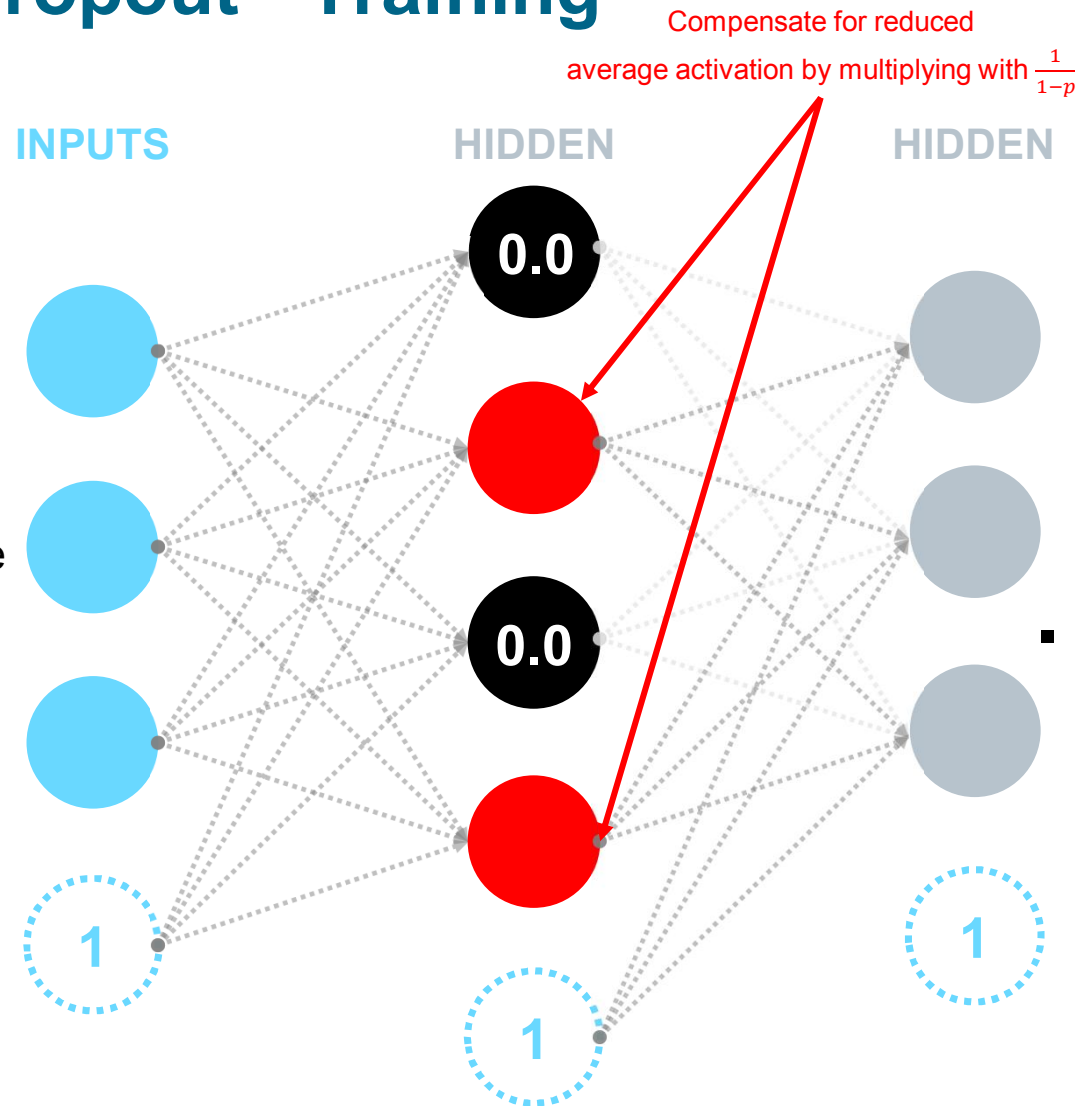 ropout - Training
Compensate for reduced
average activation by multiplying with 1/(1−p)
INPUTS
HIDDEN
HIDDEN
0.0
e
0.0
1
1
1